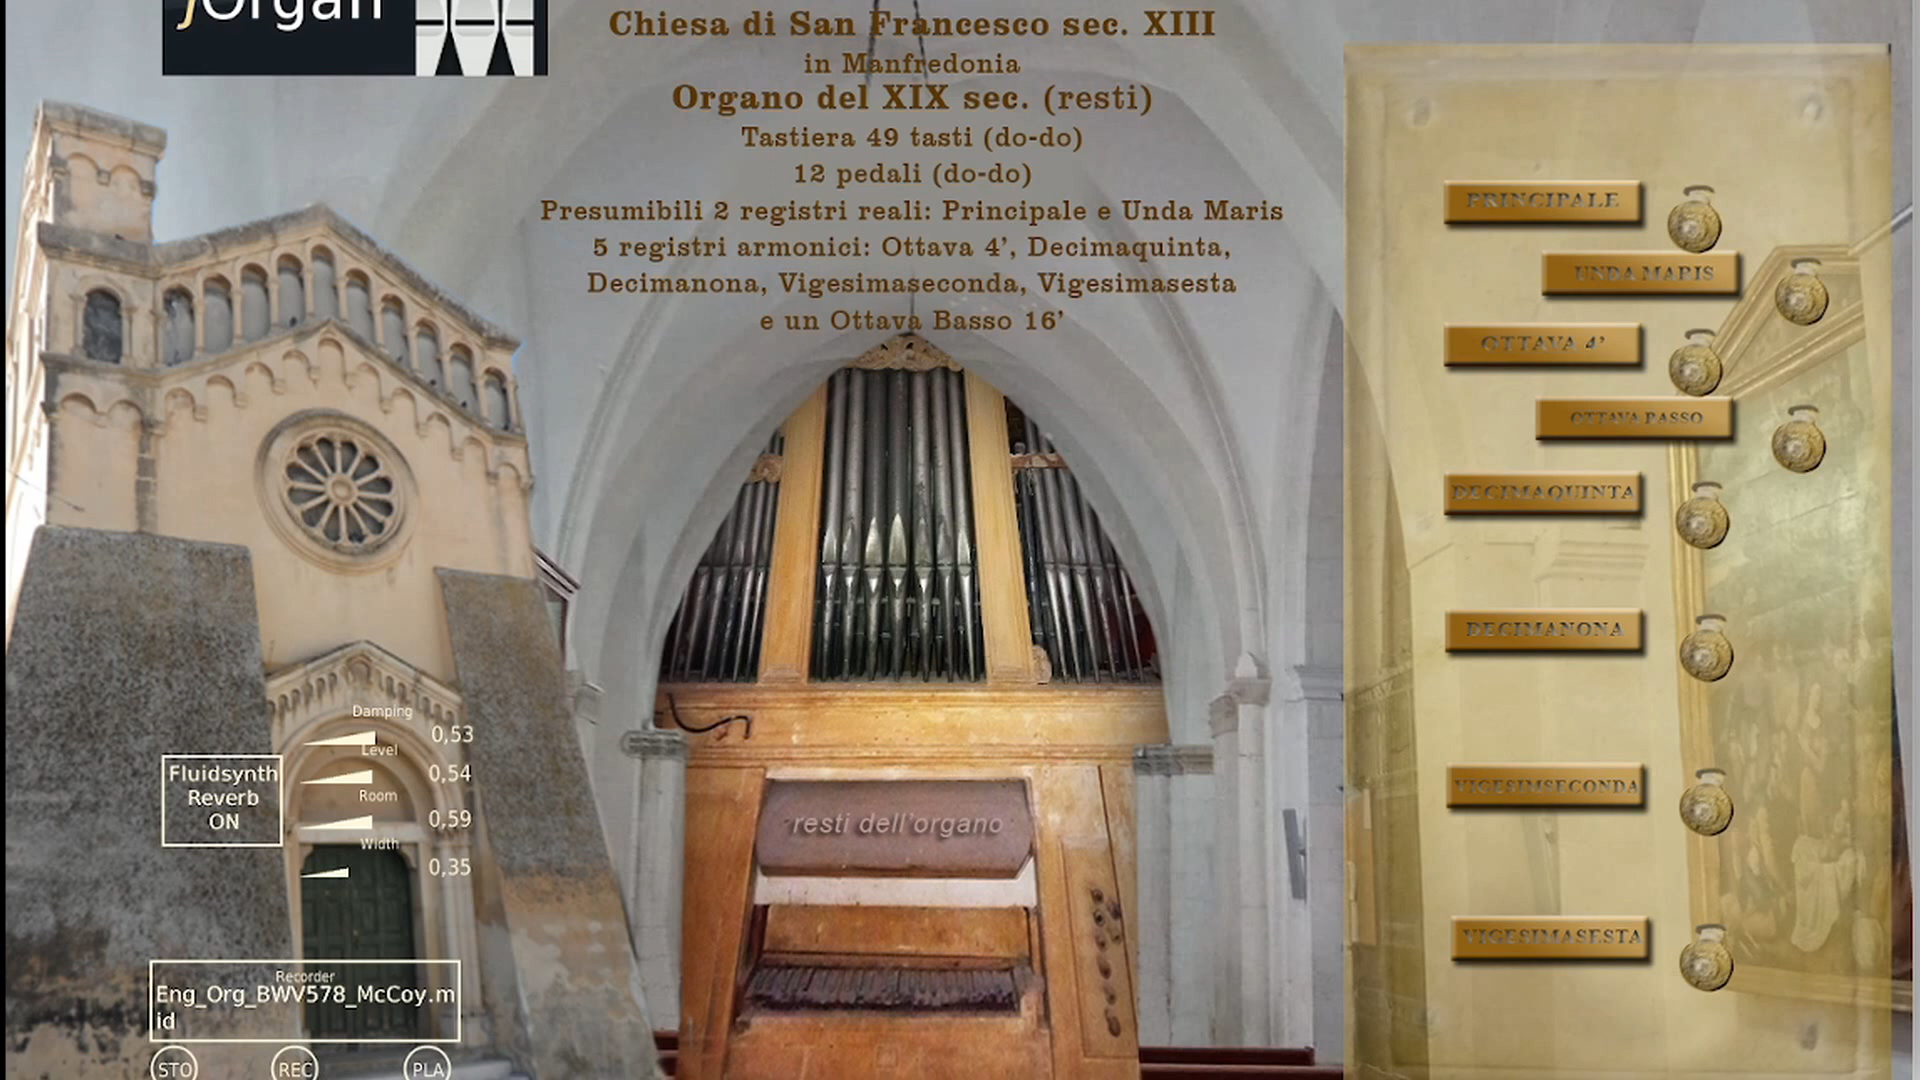 jOrgan
Chiesa di San Francesco sec. XIII
in Manfredonia
Organo del XIX sec. (resti)
Tastiera 49 tasti (do-do)
12 pedali (do-do)
Presumibili 2 registri reali: Principale e Unda Maris
5 registri armonici: Ottava 4’, Decimaquinta,
Decimanona, Vigesimaseconda, Vigesimasesta
e un Ottava Basso 16’
PRINCIPALE
UNDA MARIS
OTTAVA 4’
OTTAVA BASSO
DECIMAQUINTA
DECIMANONA
VIGESIMSECONDA
VIGESIMASESTA
Damping
0,53
Level
0,54
Room
0,59
Width
0,35
Fluidsynth
Reverb
ON
resti dell'organo
Recorder
Eng_Org_BWV578_McCoy.m
id
STO REC PLA